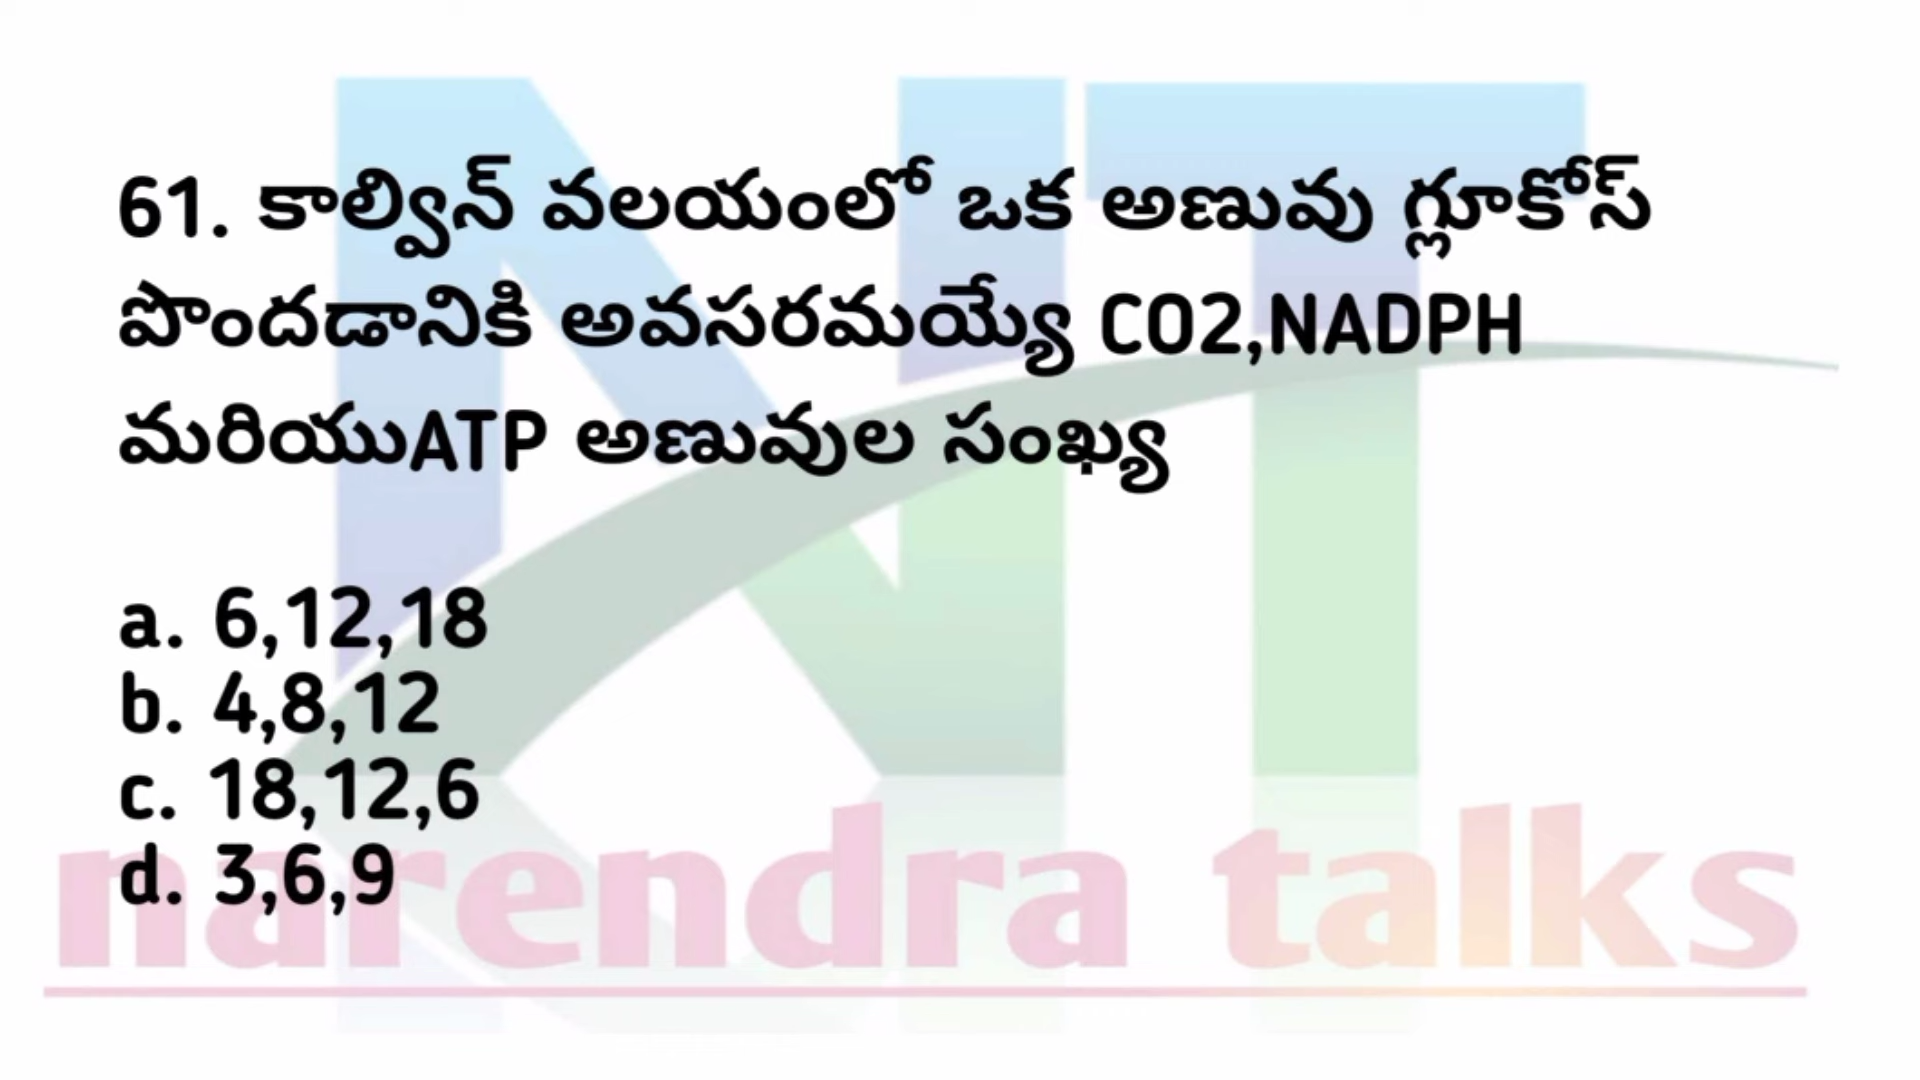 61. కాల్విన్ వలయంలో ఒక అణువు గ్లూకోస్
పొందడానికి అవసరమయ్యే CO2,NADPH
మరియుATP అణువుల సంఖ్య
a. 6,12,18
b. 4,8,12
c. 18,12,6
d. 3,6,9
NT
narendra talks